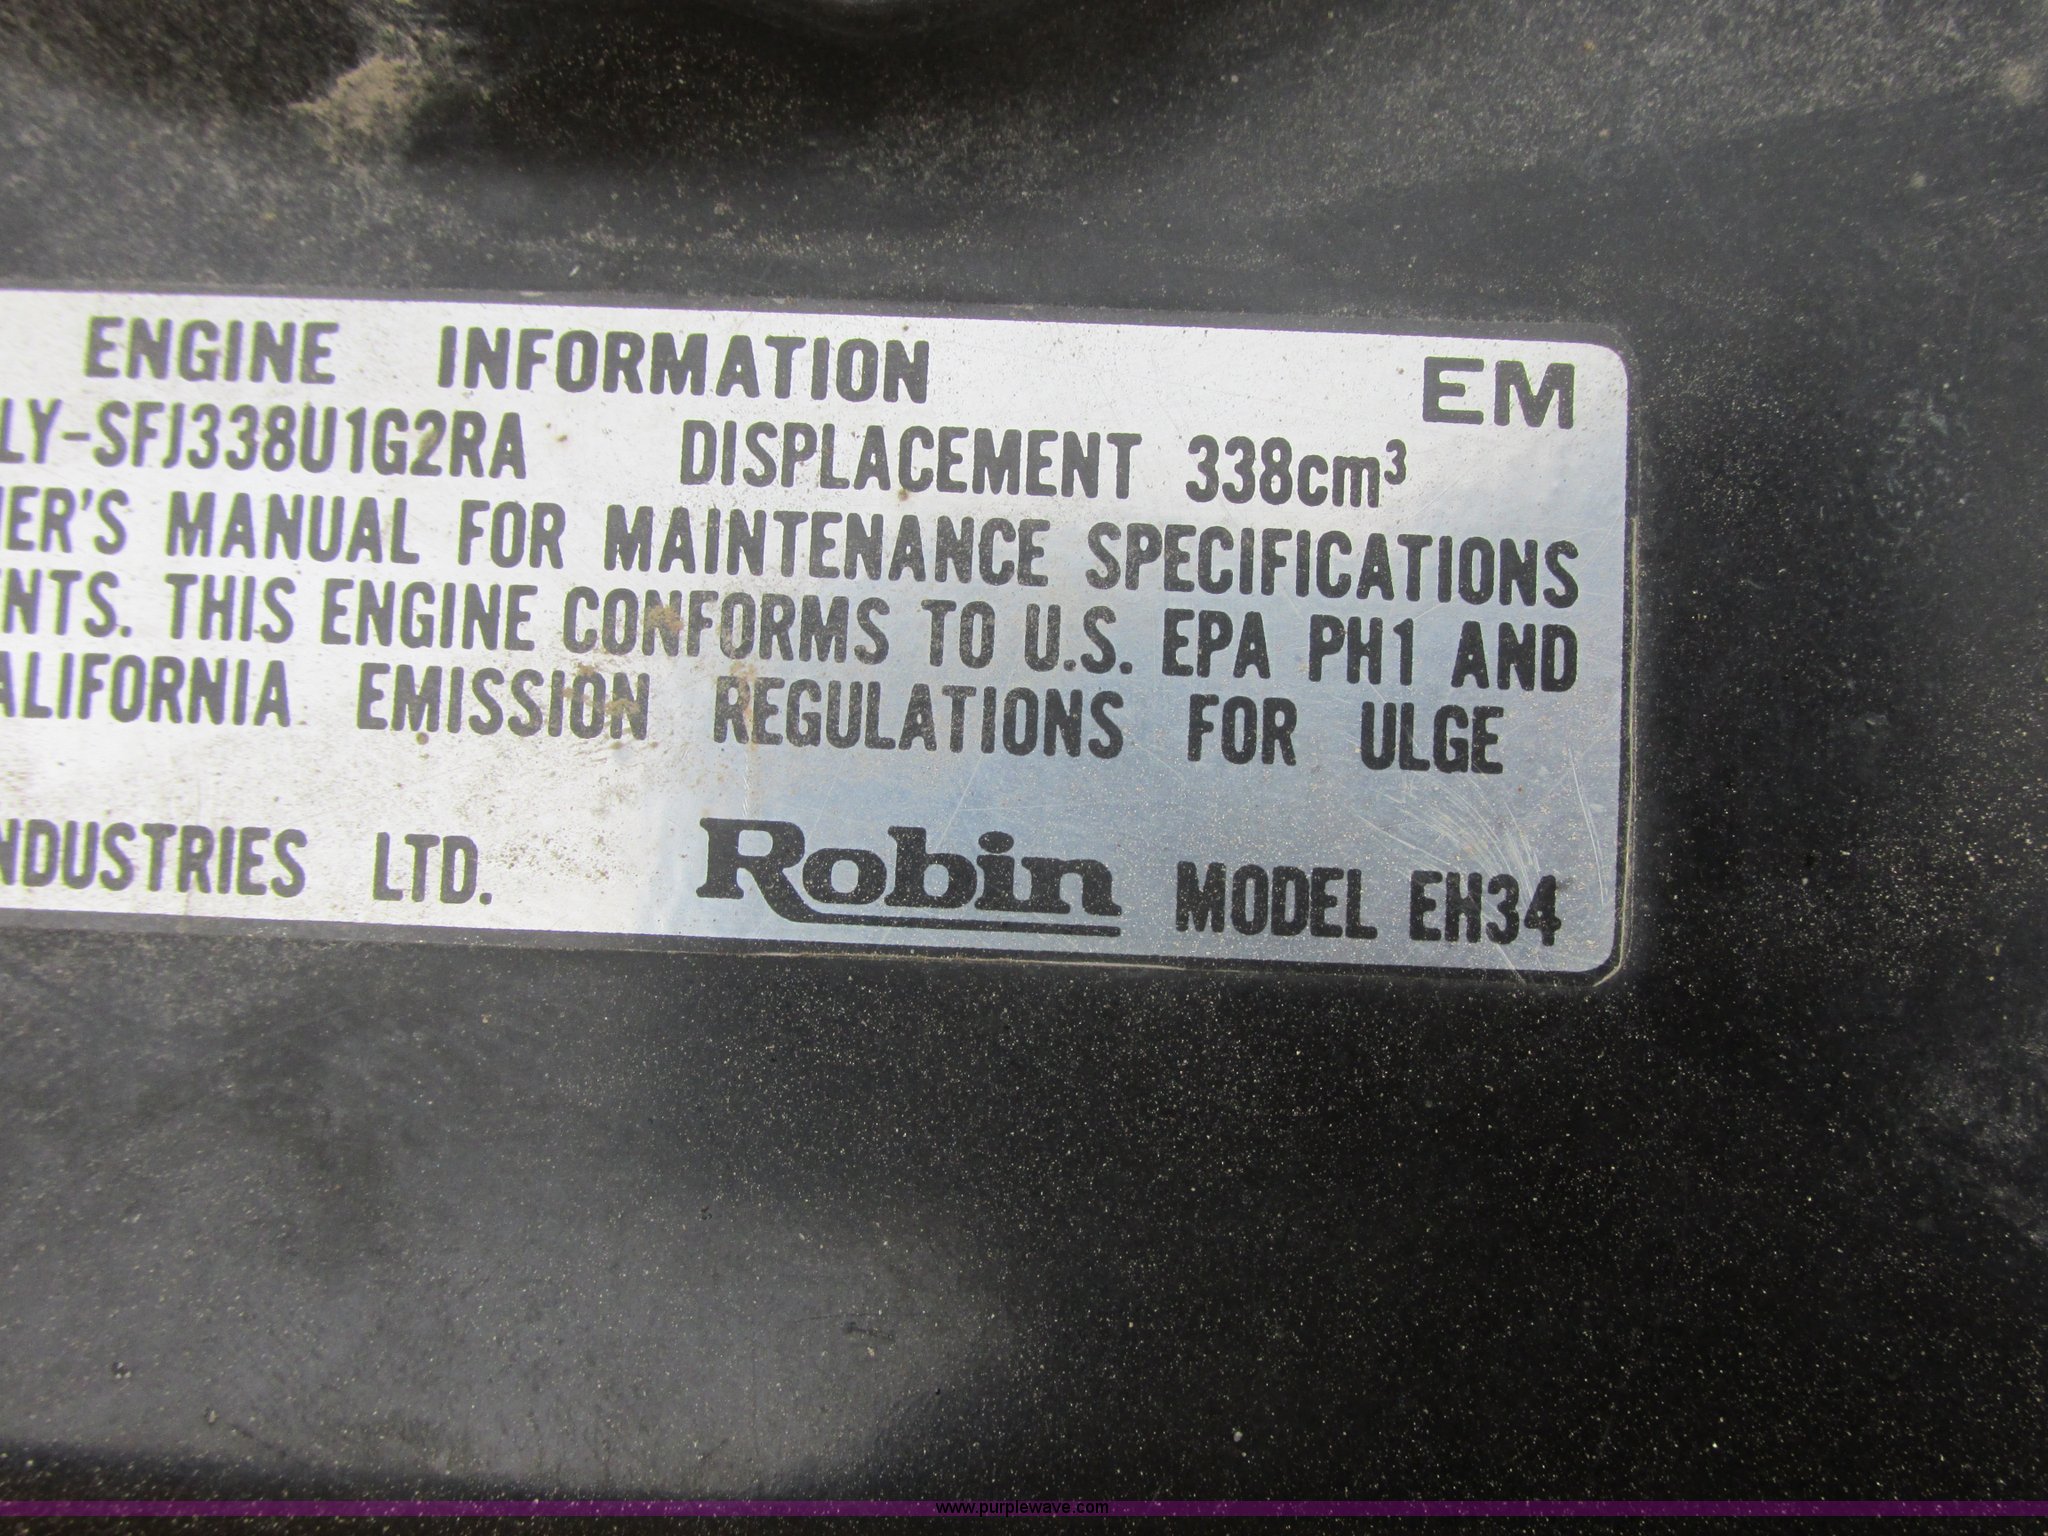 ENGINE INFORMATION
EM
LY-SFJ338U1G2RA DISPLACEMENT 338cm³
ER'S MANUAL FOR MAINTENANCE SPECIFICATIONS
NTS. THIS ENGINE CONFORMS TO U.S. EPA PH1 AND
ALIFORNIA EMISSION REGULATIONS FOR ULGE
NDUSTRIES LTD. Robin MODEL EH34
www.purplewave.com